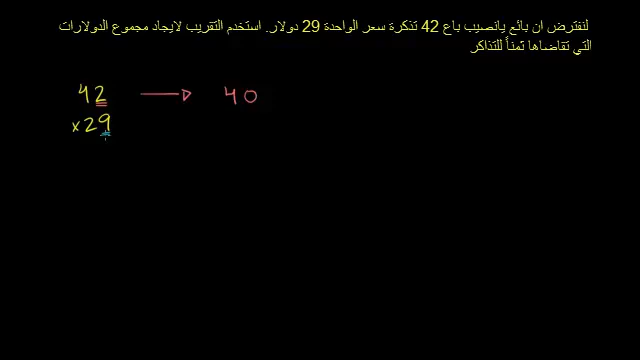 لنفترض ان بائع يانصيب باع 42 تذكرة سعر الواحدة 29 دولار. استخدم التقريب لايجاد مجموع الدولارات
التي تقاضاها ثمناً للتذاكر
42 → 40
×29